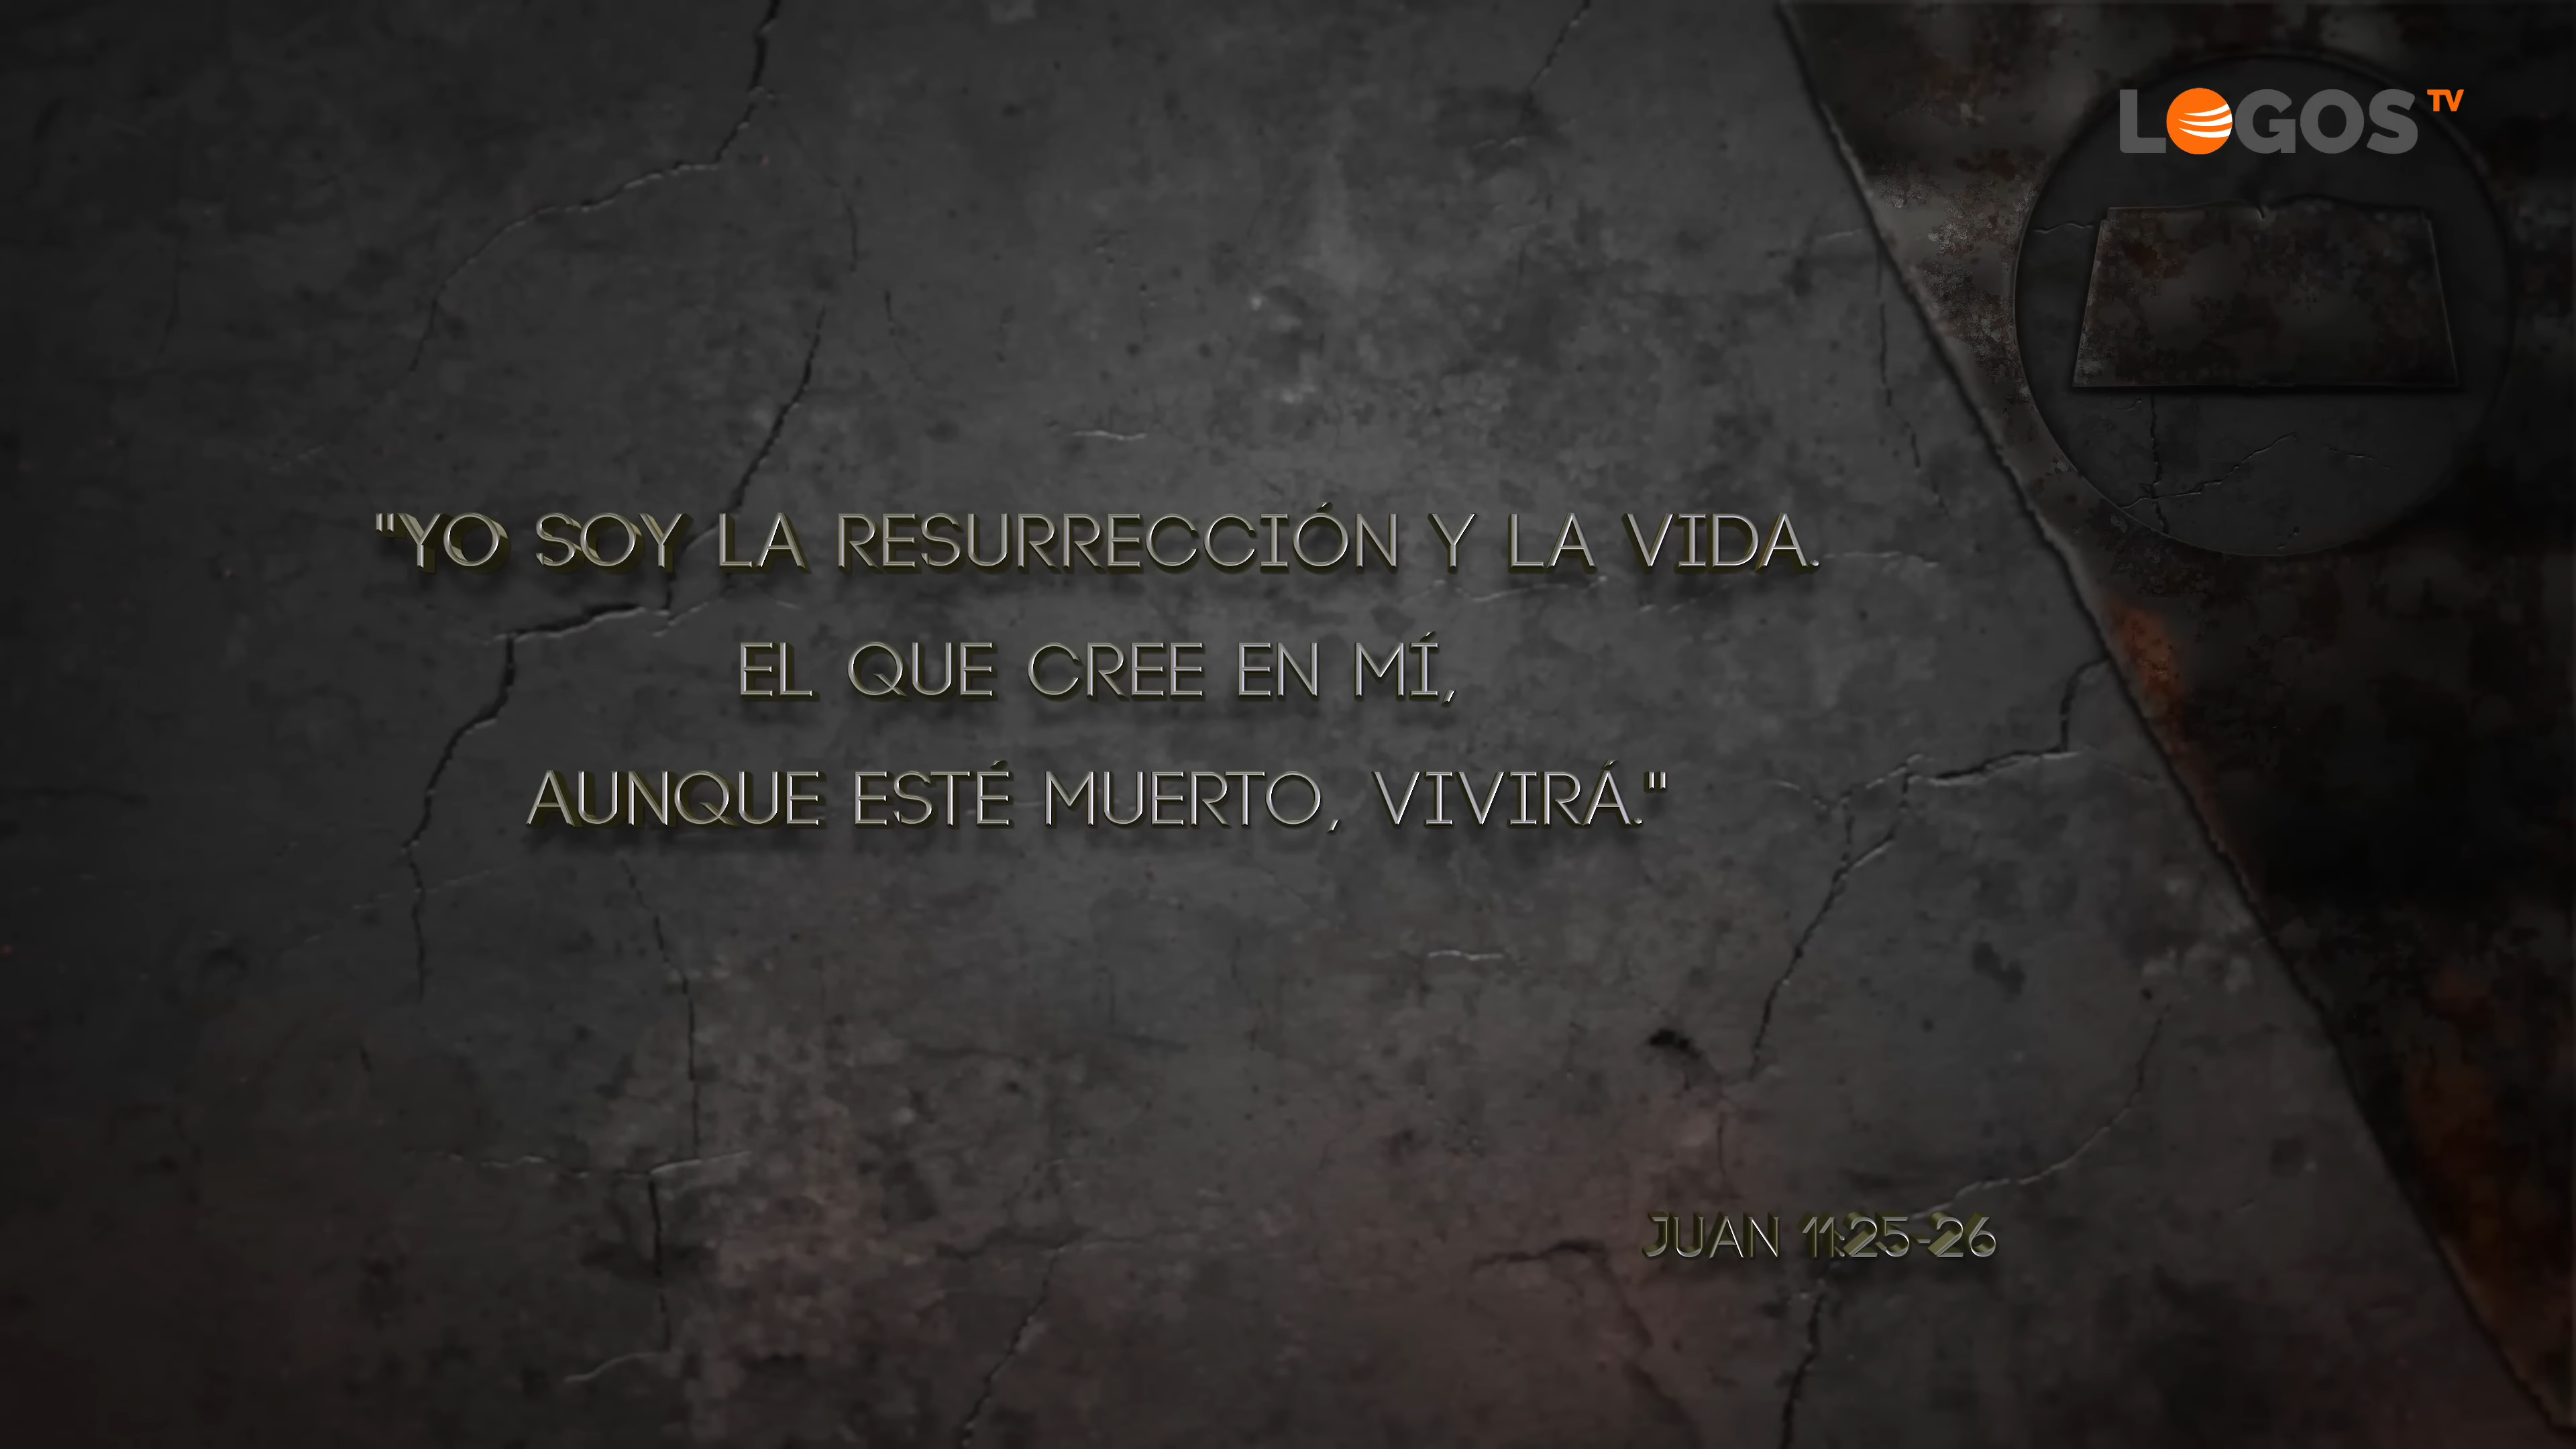 LOGOS TV
"YO SOY LA RESURRECCIÓN Y LA VIDA.
EL QUE CREE EN MÍ,
AUNQUE ESTÉ MUERTO, VIVIRÁ."
JUAN 11:25-26